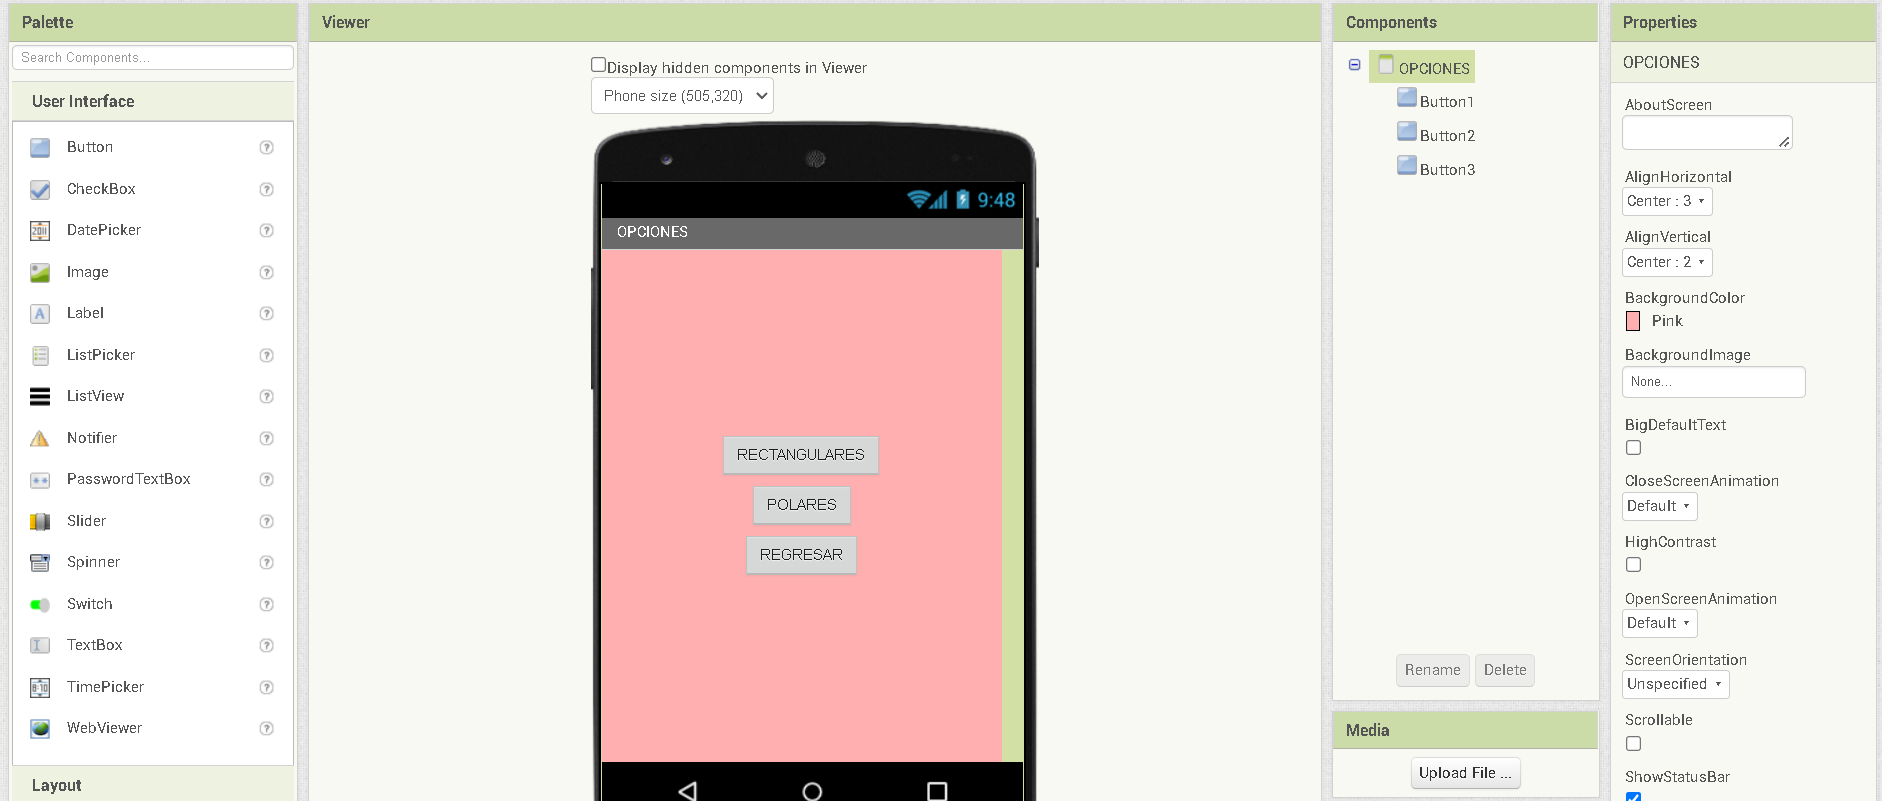 Palette
Search Components...
User Interface
Button
CheckBox
DatePicker
Image
Label
ListPicker
ListView
Notifier
PasswordTextBox
Slider
Spinner
Switch
TextBox
TimePicker
WebViewer
Layout
Viewer
Display hidden components in Viewer
Phone size (505,320)
9:48
OPCIONES
RECTANGULARES
POLARES
REGRESAR
Components
OPCIONES
Button1
Button2
Button3
Rename Delete
Media
Upload File ...
Properties
OPCIONES
AboutScreen
AlignHorizontal
Center : 3
AlignVertical
Center : 2
BackgroundColor
Pink
BackgroundImage
None...
BigDefaultText
CloseScreenAnimation
Default
HighContrast
OpenScreenAnimation
Default
ScreenOrientation
Unspecified
Scrollable
ShowStatusBar